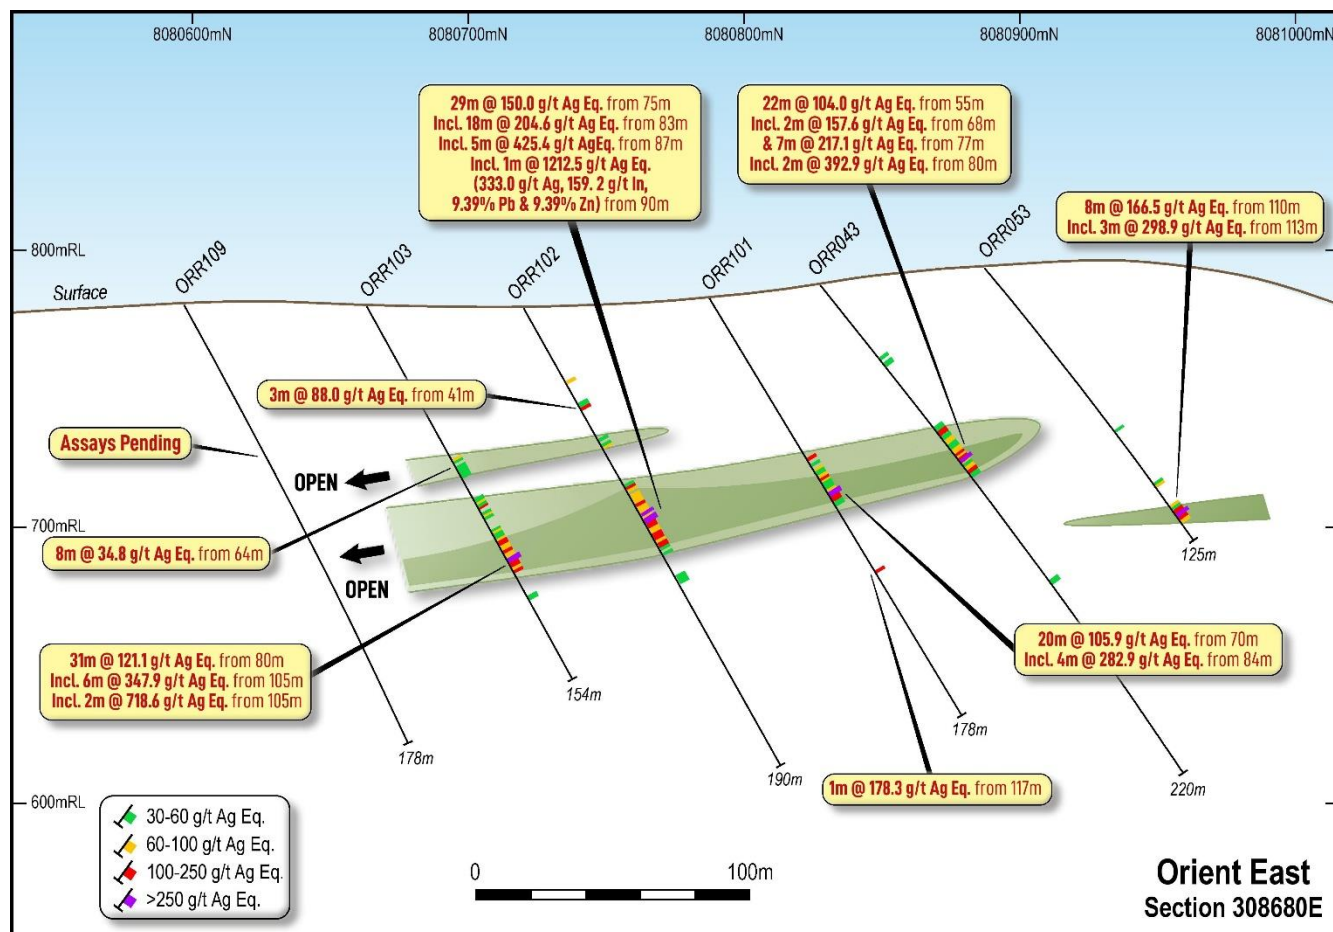 8080600mN
8080700mN
8080800mN
8080900mN
8081000mN
29m @ 150.0 g/t Ag Eq. from 75m
Incl. 18m @ 204.6 g/t Ag Eq. from 83m
Incl. 5m @ 425.4 g/t AgEq. from 87m
Incl. 1m @ 1212.5 g/t Ag Eq.
(333.0 g/t Ag, 159. 2 g/t In,
9.39% Pb & 9.39% Zn) from 90m
22m @ 104.0 g/t Ag Eq. from 55m
Incl. 2m @ 157.6 g/t Ag Eq. from 68m
& 7m @ 217.1 g/t Ag Eq. from 77m
Incl. 2m @ 392.9 g/t Ag Eq. from 80m
8m @ 166.5 g/t Ag Eq. from 110m
Incl. 3m @ 298.9 g/t Ag Eq. from 113m
800mRL
Surface
ORR109
ORR103
ORR102
ORR101
ORR043
ORR053
3m @ 88.0 g/t Ag Eq. from 41m
Assays Pending
OPEN
700mRL
8m @ 34.8 g/t Ag Eq. from 64m
OPEN
125m
31m @ 121.1 g/t Ag Eq. from 80m
Incl. 6m @ 347.9 g/t Ag Eq. from 105m
Incl. 2m @ 718.6 g/t Ag Eq. from 105m
20m @ 105.9 g/t Ag Eq. from 70m
Incl. 4m @ 282.9 g/t Ag Eq. from 84m
154m
178m
178m
190m
220m
1m @ 178.3 g/t Ag Eq. from 117m
600mRL
30-60 g/t Ag Eq.
60-100 g/t Ag Eq.
100-250 g/t Ag Eq.
>250 g/t Ag Eq.
0
100m
Orient East
Section 308680E